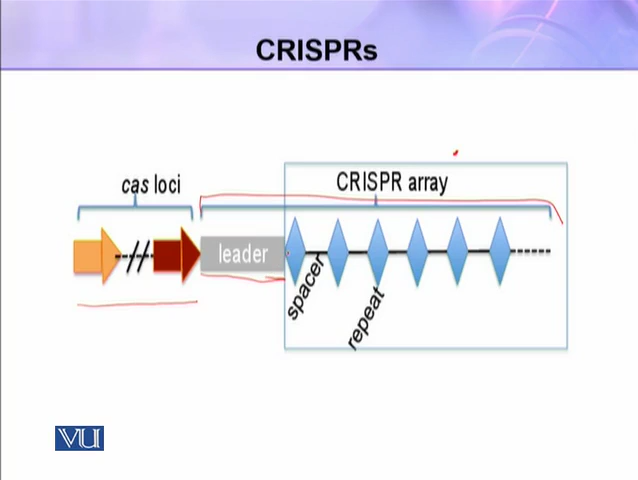 CRISPRs
cas loci
CRISPR array
leader
spacer
repeat
VU